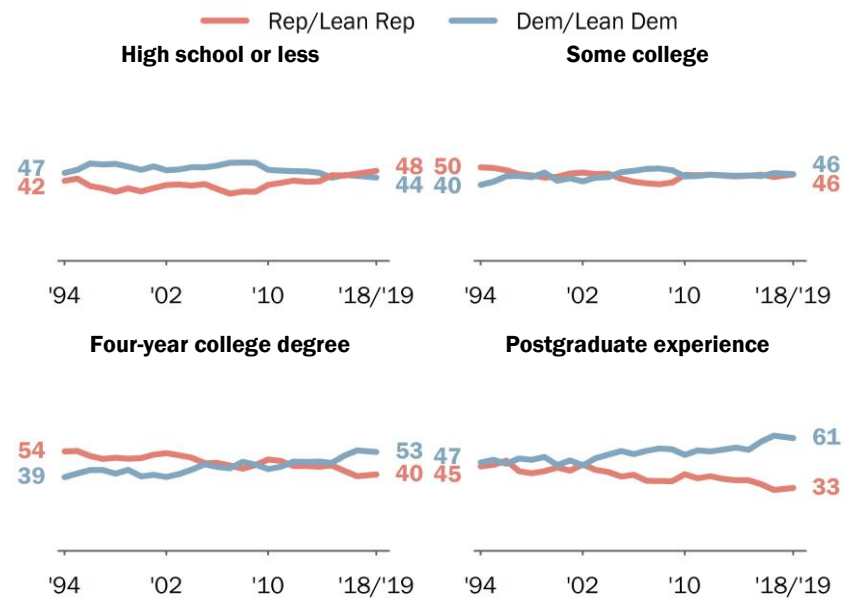 Rep/Lean Rep Dem/Lean Dem
High school or less
47
42
48
44
'94 '02 '10 '18/'19
Some college
50
40
46
46
'94 '02 '10 '18/'19
Four-year college degree
54
39
53
40
'94 '02 '10 '18/'19
Postgraduate experience
47
45
61
33
'94 '02 '10 '18/'19